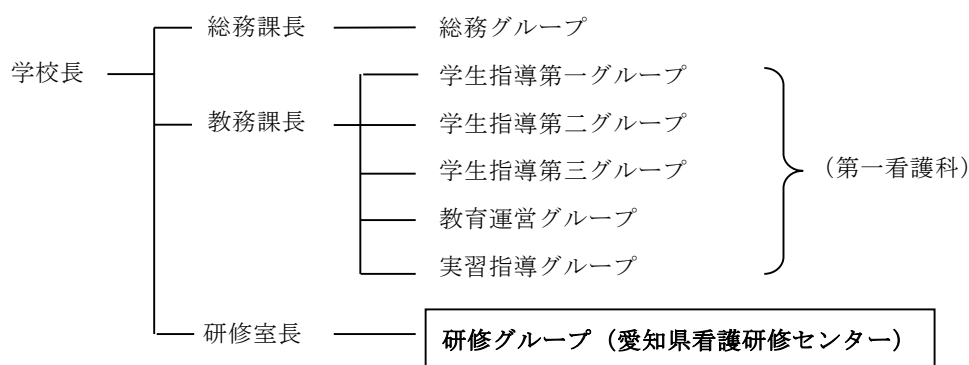 総務課長 総務グループ
学校長 学生指導第一グループ
教務課長 学生指導第二グループ
学生指導第三グループ (第一看護科)
教育運営グループ
実習指導グループ
研修室長 研修グループ(愛知県看護研修センター)